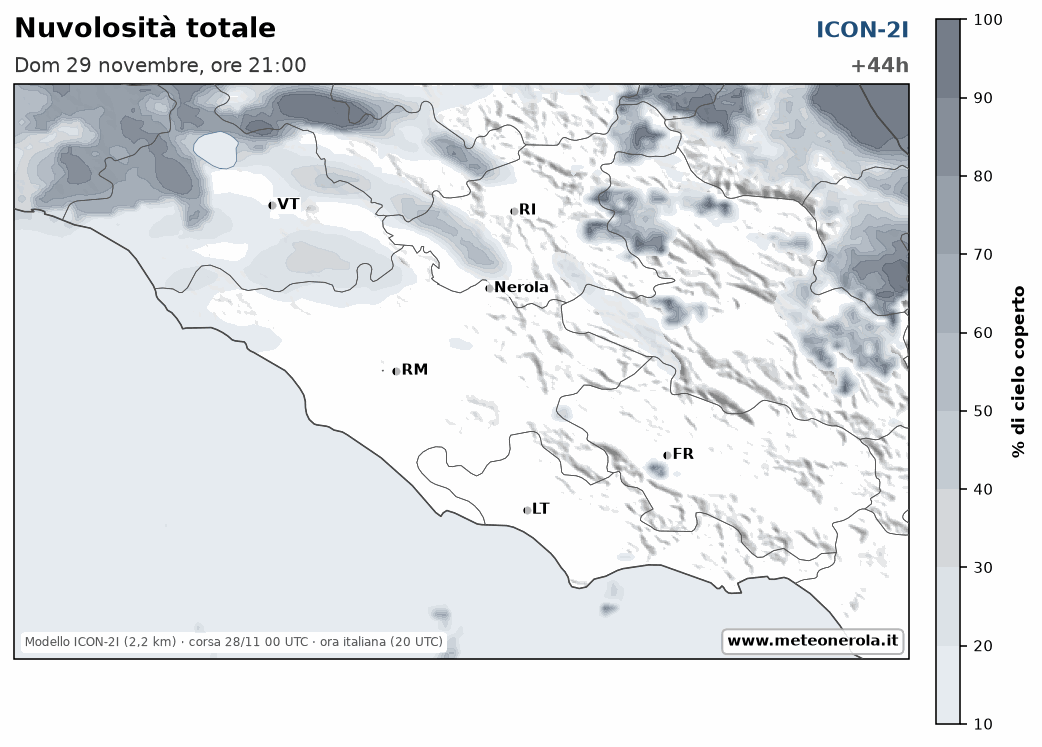 Nuvolosità totale
ICON-2I
Dom 29 novembre, ore 21:00
+44h
100
90
80
70
60
50
40
30
20
10
% di cielo coperto
VT
RI
Nerola
RM
FR
LT
Modello ICON-2I (2,2 km) · corsa 28/11 00 UTC · ora italiana (20 UTC)
www.meteonerola.it